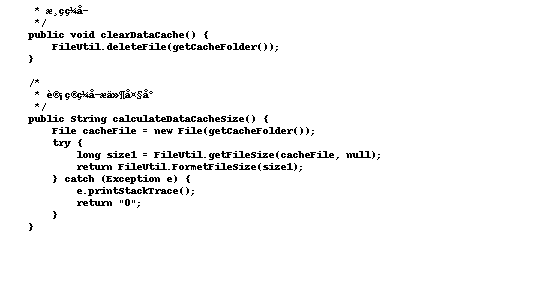 * æ¸ çç¼å­
*/
public void clearDataCache() {
FileUtil.deleteFile(getCacheFolder());
}
/*
* è®¡ç®ç¼å­æä»¶å¤§å°
*/
public String calculateDataCacheSize() {
File cacheFile = new File(getCacheFolder());
try {
long size1 = FileUtil.getFileSize(cacheFile, null);
return FileUtil.FormetFileSize(size1);
} catch (Exception e) {
e.printStackTrace();
return "0";
}
}